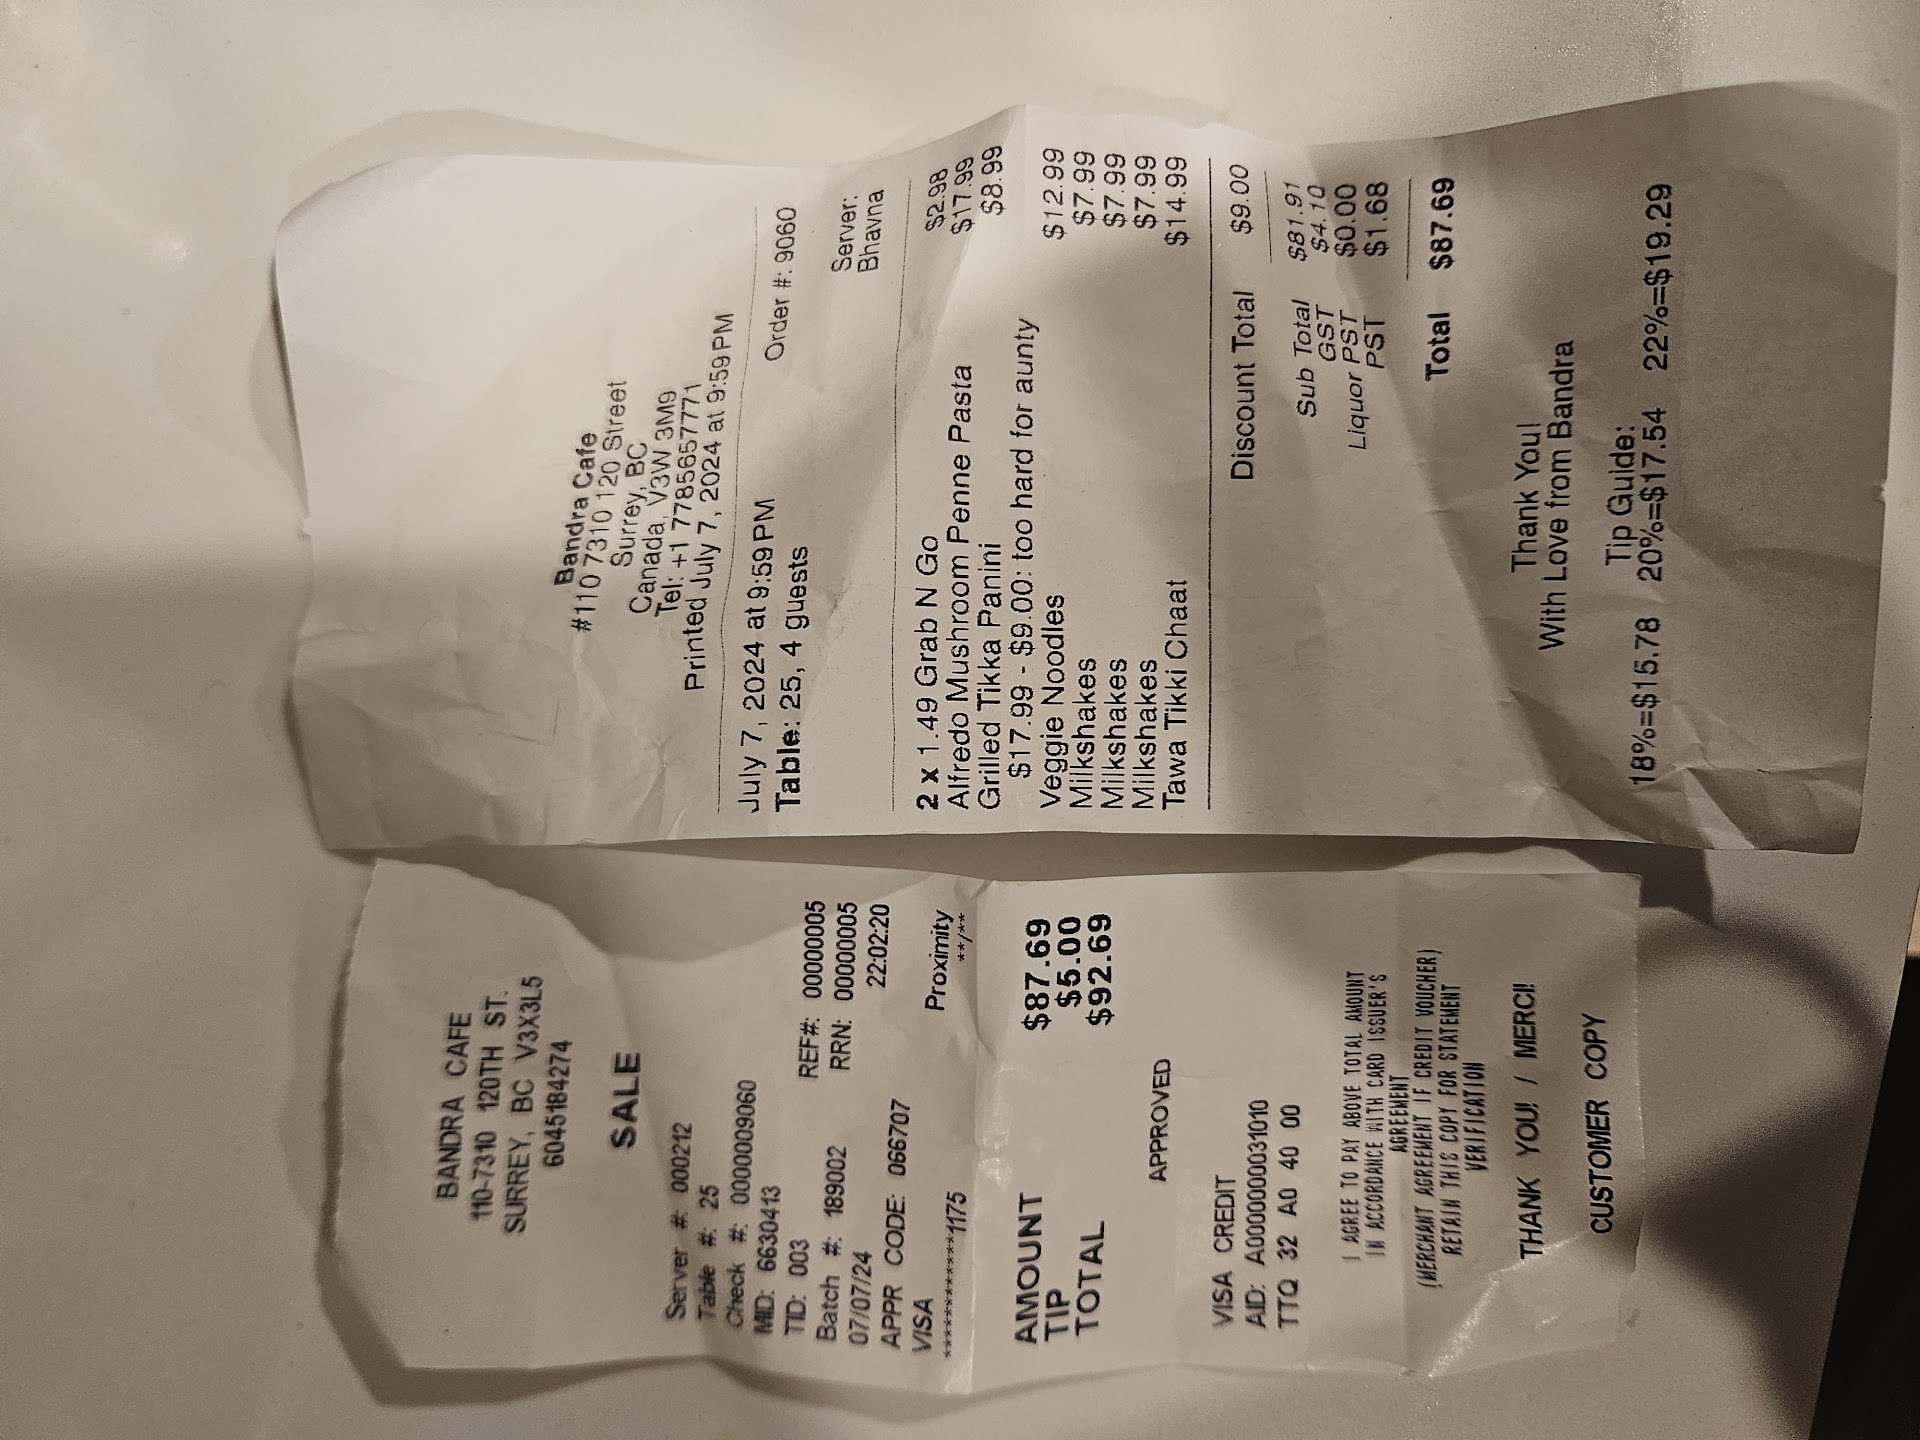 Bandra Cafe
#110 7310 120 Street
Surrey, BC
Canada, V3W 3M9
Tel: +1 7785657771
Printed July 7, 2024 at 9:59 PM
July 7, 2024 at 9:59 PM
Table: 25, 4 guests Order #: 9060
Server:
Bhavna
2 x 1.49 Grab N Go $2.98
Alfredo Mushroom Penne Pasta $17.99
Grilled Tikka Panini $8.99
$17.99 - $9.00: too hard for aunty
Veggie Noodles $12.99
Milkshakes $7.99
Milkshakes $7.99
Milkshakes $7.99
Tawa Tikki Chaat $14.99
Discount Total $9.00
Sub Total $81.91
GST $4.10
Liquor PST $0.00
PST $1.68
Total $87.69
Thank You!
With Love from Bandra
Tip Guide:
18%=$15.78 20%=$17.54 22%=$19.29
BANDRA CAFE
110-7310 120TH ST.
SURREY, BC V3X3L5
6045184274
SALE
Server #: 000212
Table #: 25
Check #: 0000009060
MID: 6630413
TID: 003 REF#: 00000005
Batch #: 189002 RRN: 00000005
07/07/24 22:02:20
APPR CODE: 066707
VISA Proximity
************1175 **/**
AMOUNT $87.69
TIP $5.00
TOTAL $92.69
APPROVED
VISA CREDIT
AID: A0000000031010
TTQ 32 A0 40 00
I AGREE TO PAY ABOVE TOTAL AMOUNT
IN ACCORDANCE WITH CARD ISSUER'S
AGREEMENT
(MERCHANT AGREEMENT IF CREDIT VOUCHER)
RETAIN THIS COPY FOR STATEMENT
VERIFICATION
THANK YOU! / MERCI!
CUSTOMER COPY